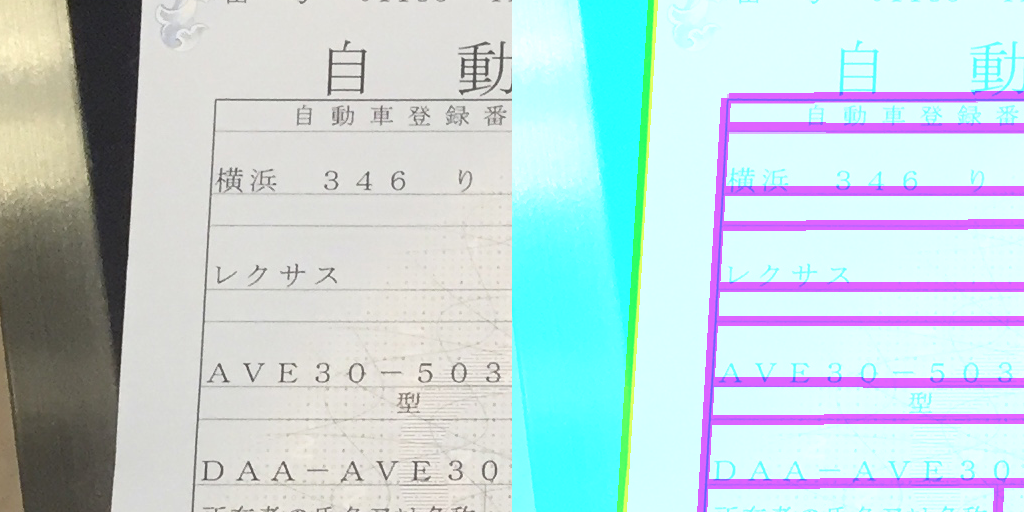 自動
自動車登録番
横浜 346 り
レクサス
AVE30-503
型
DAA-AVE30
自動
自動車登録番
横浜 346 り
レクサス
AVE30-503
型
DAA-AVE30